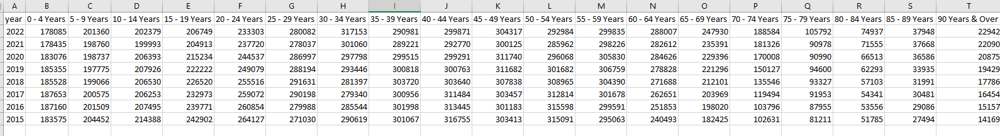 A B C D E F G H I J K L M N O P Q R S T
year 0 - 4 Years 5 - 9 Years 10 - 14 Years 15 - 19 Years 20 - 24 Years 25 - 29 Years 30 - 34 Years 35 - 39 Years 40 - 44 Years 45 - 49 Years 50 - 54 Years 55 - 59 Years 60 - 64 Years 65 - 69 Years 70 - 74 Years 75 - 79 Years 80 - 84 Years 85 - 89 Years 90 Years & Over
2022 178085 201360 202379 206749 233303 280082 317153 290981 299871 304317 292984 299835 288007 247930 188584 105792 74937 37948 22942
2021 178435 198760 199993 204913 237720 278037 301060 289221 292770 300125 285962 298226 282612 235391 181326 90978 71555 37668 22090
2020 183076 198737 206393 215234 244537 286997 297798 299515 299291 311740 296068 305830 284626 229396 170008 90990 66513 36586 20875
2019 185355 197775 207926 222222 249079 288194 293446 300818 300763 311682 301682 306759 278828 221296 150127 94600 62293 33935 19429
2018 185528 199066 206530 226520 255516 291631 281397 303720 303640 307838 308965 304390 271688 212101 135546 93327 57103 31991 17786
2017 187653 200575 206253 232973 259072 290198 279340 300956 311484 303457 312814 301678 262651 203969 119494 91953 54341 30481 16454
2016 187160 201509 207495 239771 260854 279988 285544 301998 313445 301183 315598 299591 251853 198020 103796 87955 53556 29086 15157
2015 183575 204452 214388 242902 264127 271030 290619 301067 316755 303413 315091 295063 240493 182425 102631 81211 51785 27494 14169